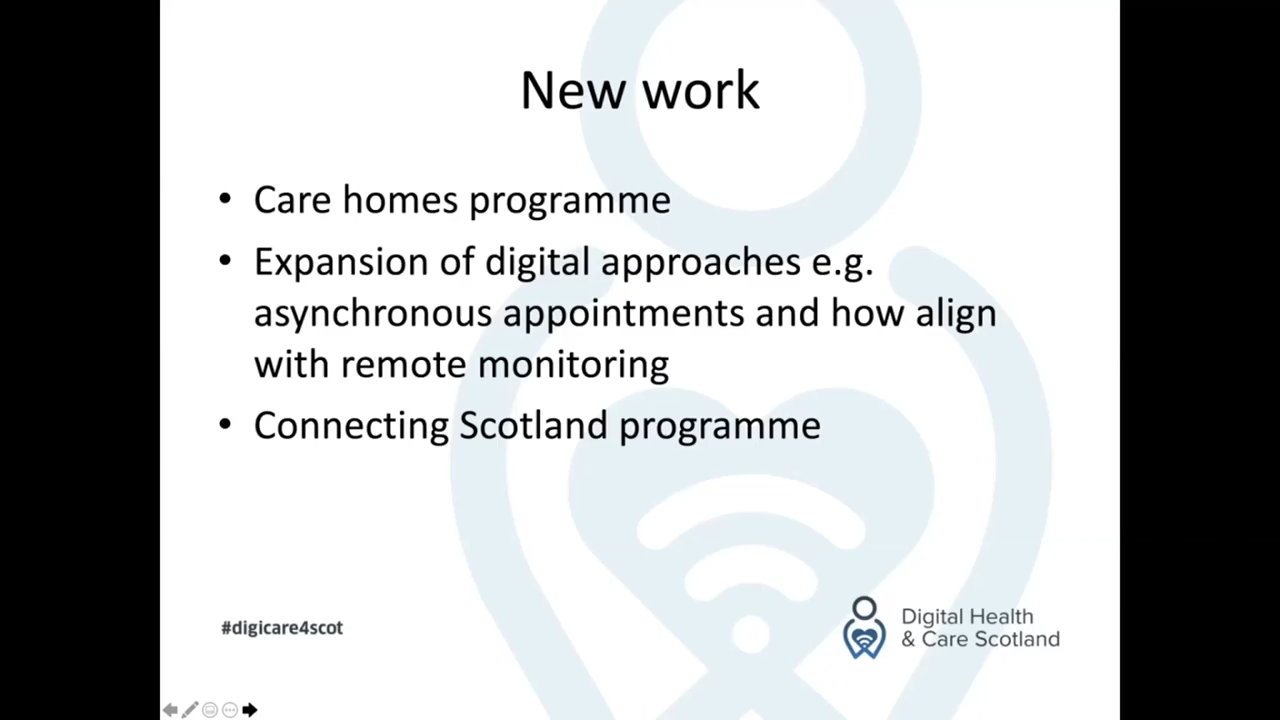 New work
• Care homes programme
• Expansion of digital approaches e.g.
asynchronous appointments and how align
with remote monitoring
• Connecting Scotland programme
#digicare4scot
Digital Health
& Care Scotland